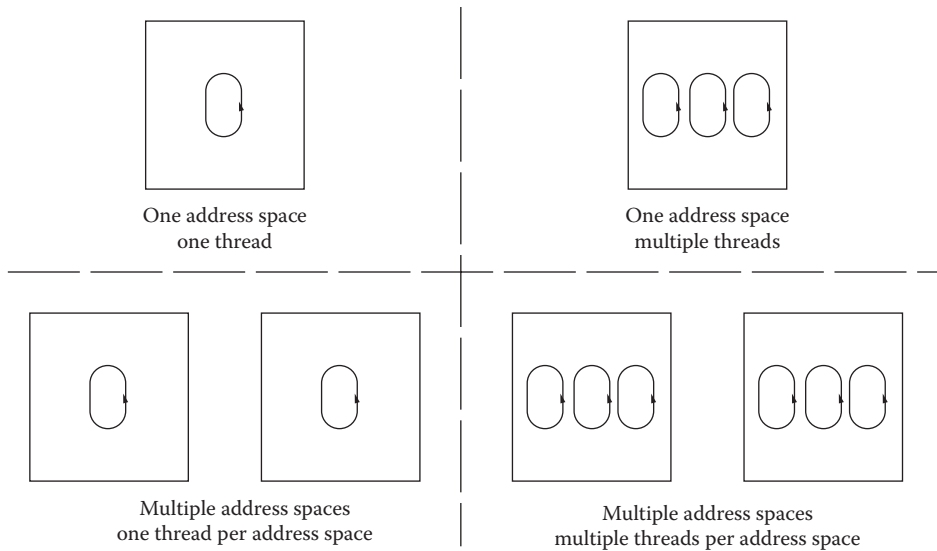 One address space
one thread
One address space
multiple threads
Multiple address spaces
one thread per address space
Multiple address spaces
multiple threads per address space